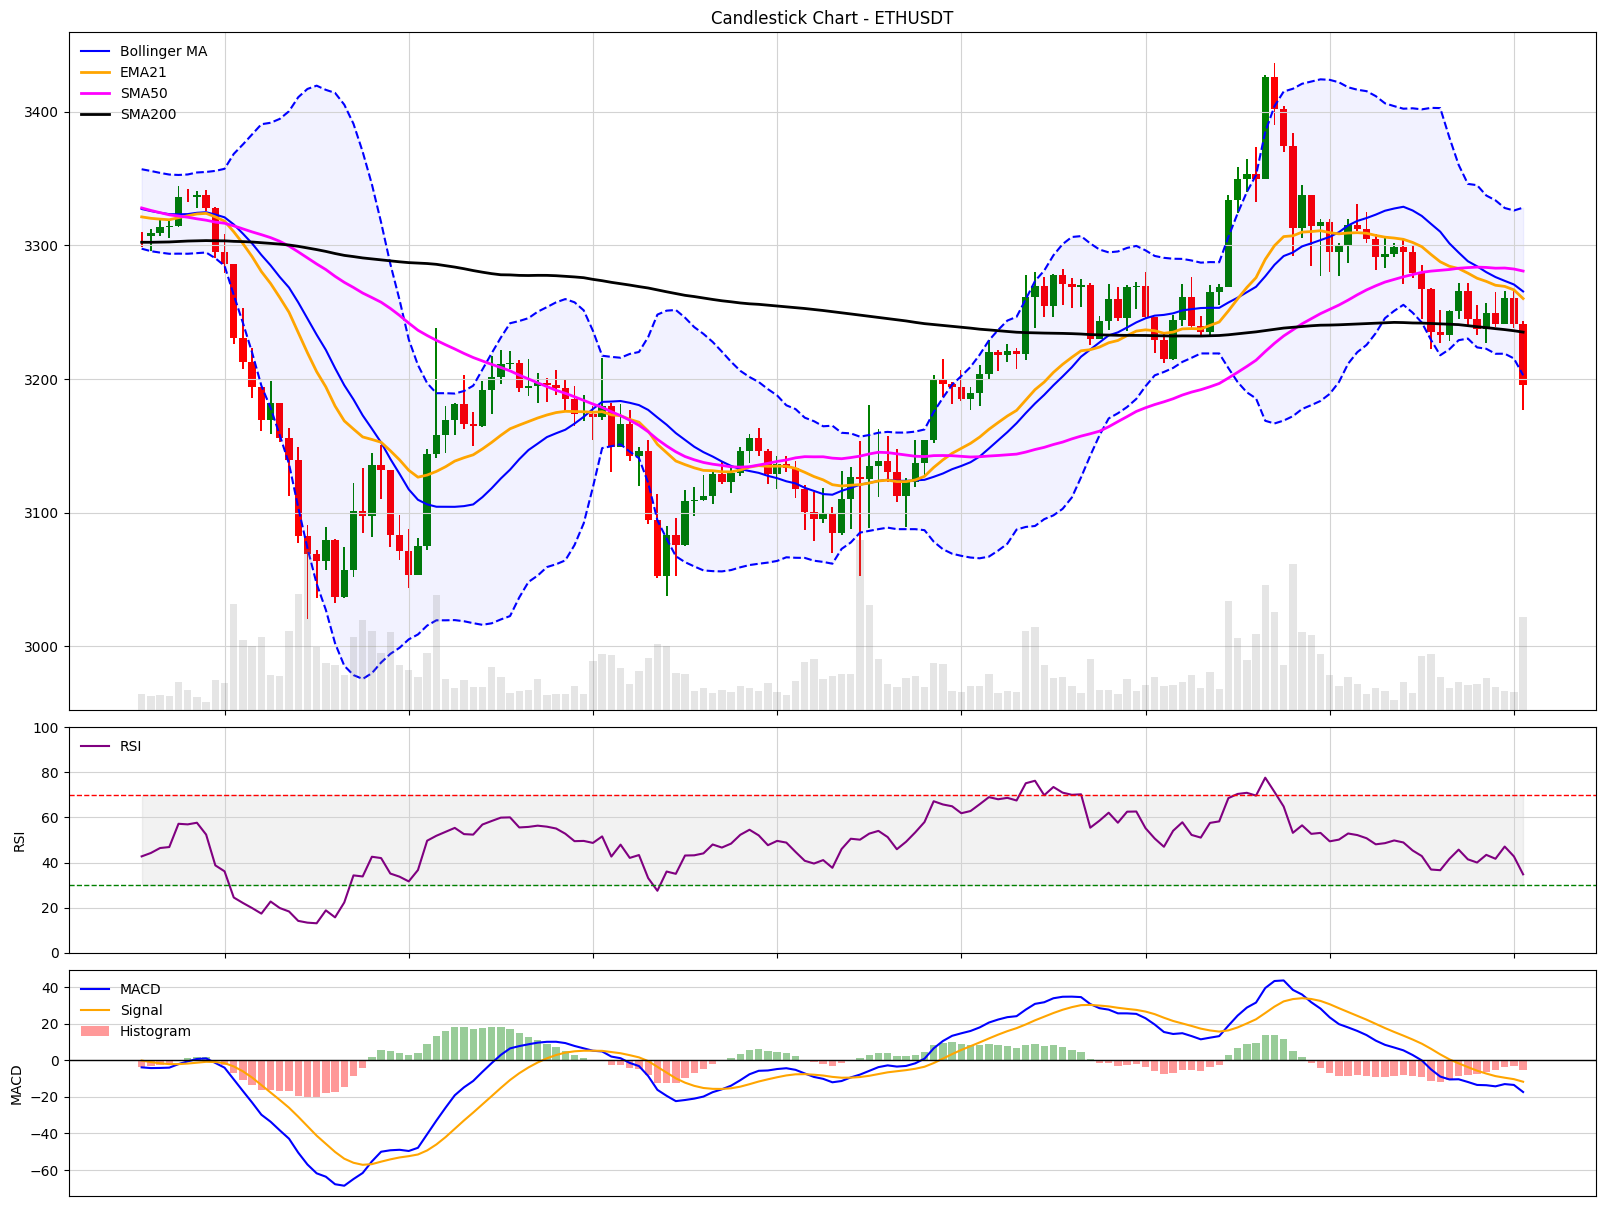 Candlestick Chart - ETHUSDT
Bollinger MA
EMA21
SMA50
SMA200
3400
3300
3200
3100
3000
RSI
100
80
60
40
20
0
RSI
MACD
Signal
Histogram
40
20
0
−20
−40
−60
MACD